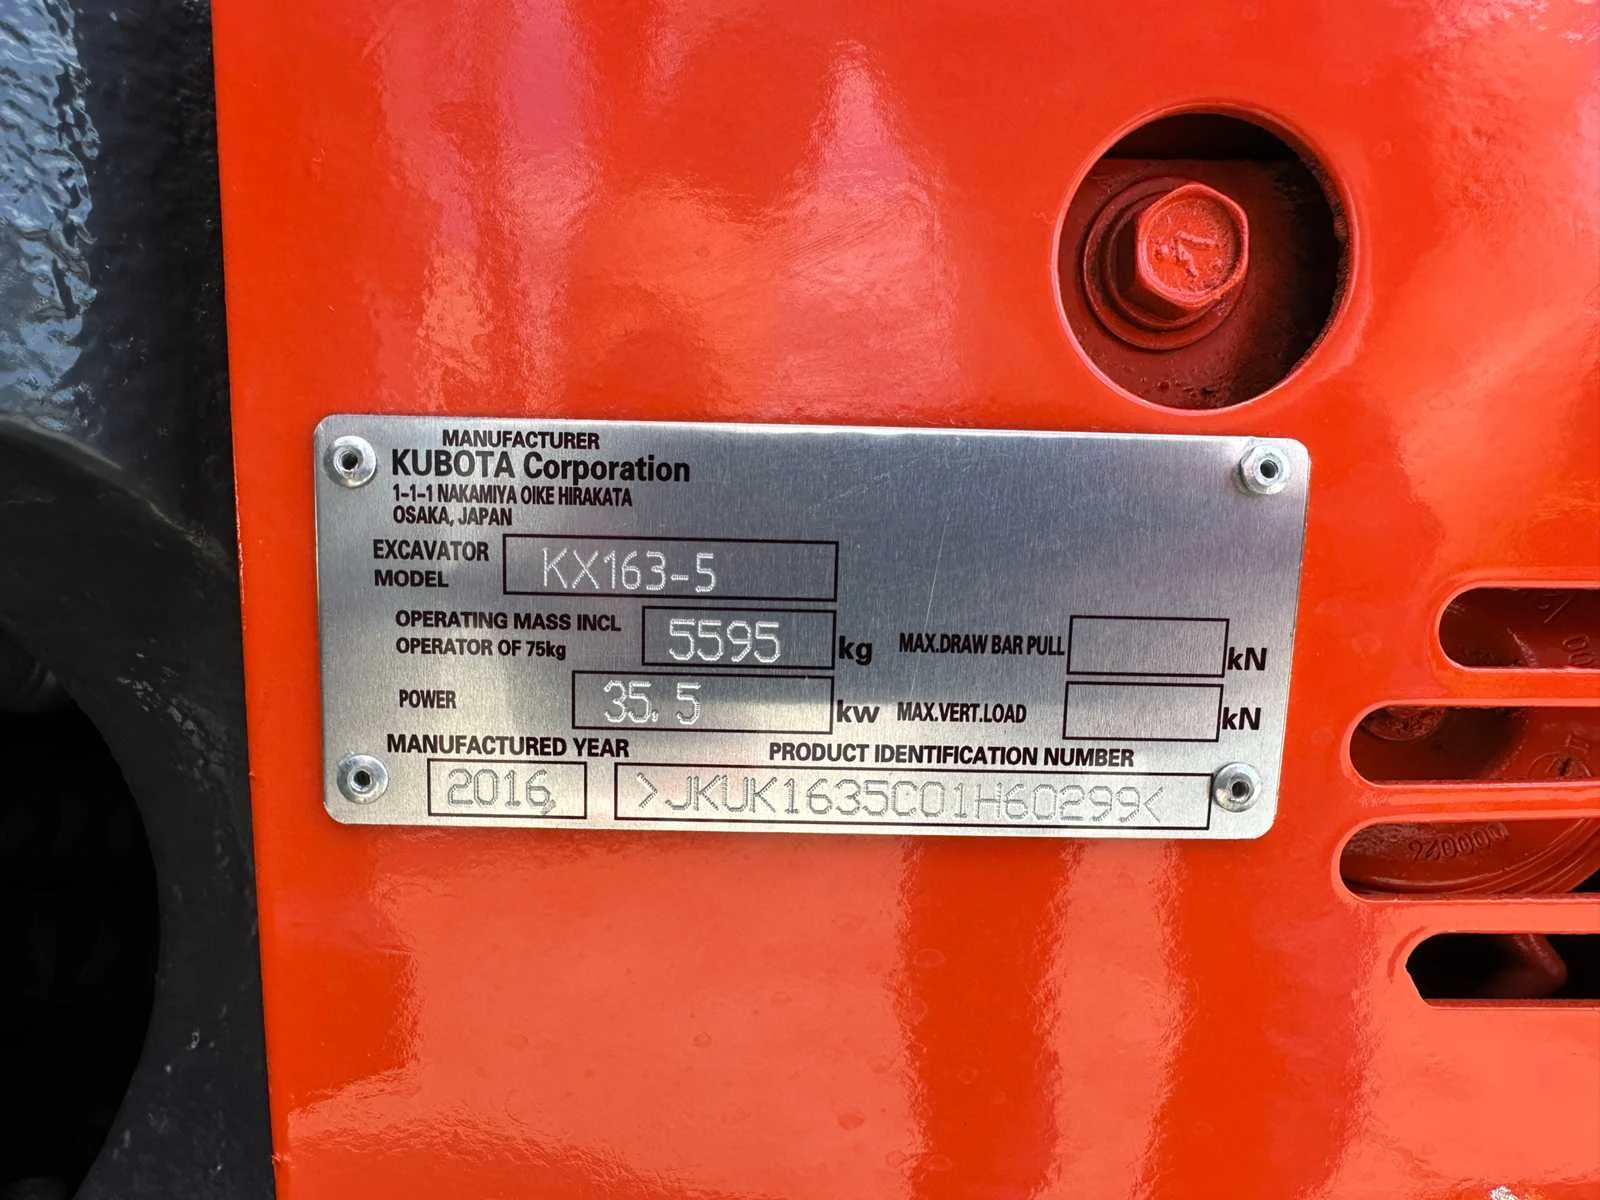 MANUFACTURER
KUBOTA Corporation
1-1-1 NAKAMIYA OIKE HIRAKATA
OSAKA, JAPAN
EXCAVATOR MODEL KX163-5
OPERATING MASS INCL OPERATOR OF 75kg 5595 kg MAX.DRAW BAR PULL kN
POWER 35.5 kw MAX.VERT.LOAD kN
MANUFACTURED YEAR PRODUCT IDENTIFICATION NUMBER
2016, >JKUK1635C01H60299<